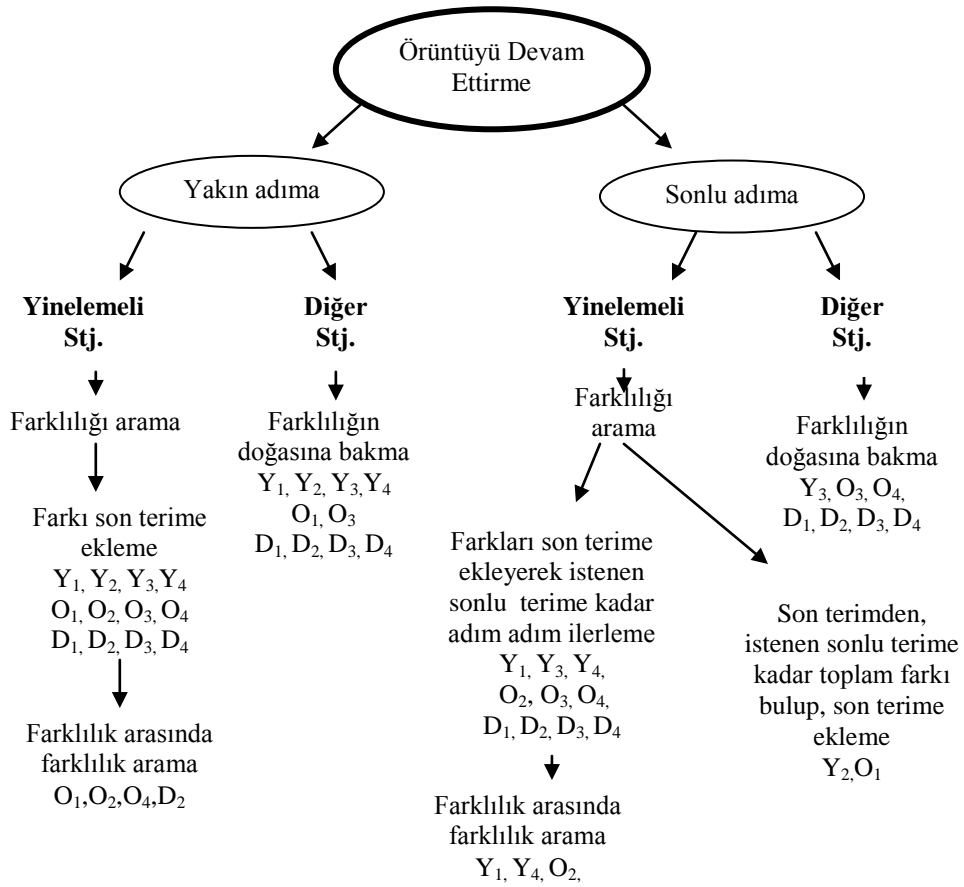 Örüntüyü Devam
Ettirme
Yakın adıma
Sonlu adıma
Yinelemeli
Stj.
Diğer
Stj.
Yinelemeli
Stj.
Diğer
Stj.
Farklılığı arama
Farkı son terime
ekleme
Y₁, Y₂, Y₃,Y₄
O₁, O₂, O₃, O₄
D₁, D₂, D₃, D₄
Farklılık arasında
farklılık arama
O₁,O₂,O₄,D₂
Farklılığın
doğasına bakma
Y₁, Y₂, Y₃,Y₄
O₁, O₃
D₁, D₂, D₃, D₄
Farklılığı
arama
Farkları son terime
ekleyerek istenen
sonlu terime kadar
adım adım ilerleme
Y₁, Y₃, Y₄,
O₂, O₃, O₄,
D₁, D₂, D₃, D₄
Farklılık arasında
farklılık arama
Y₁, Y₄, O₂,
Son terimden,
istenen sonlu terime
kadar toplam farkı
bulup, son terime
ekleme
Y₂,O₁
Farklılığın
doğasına bakma
Y₃, O₃, O₄,
D₁, D₂, D₃, D₄